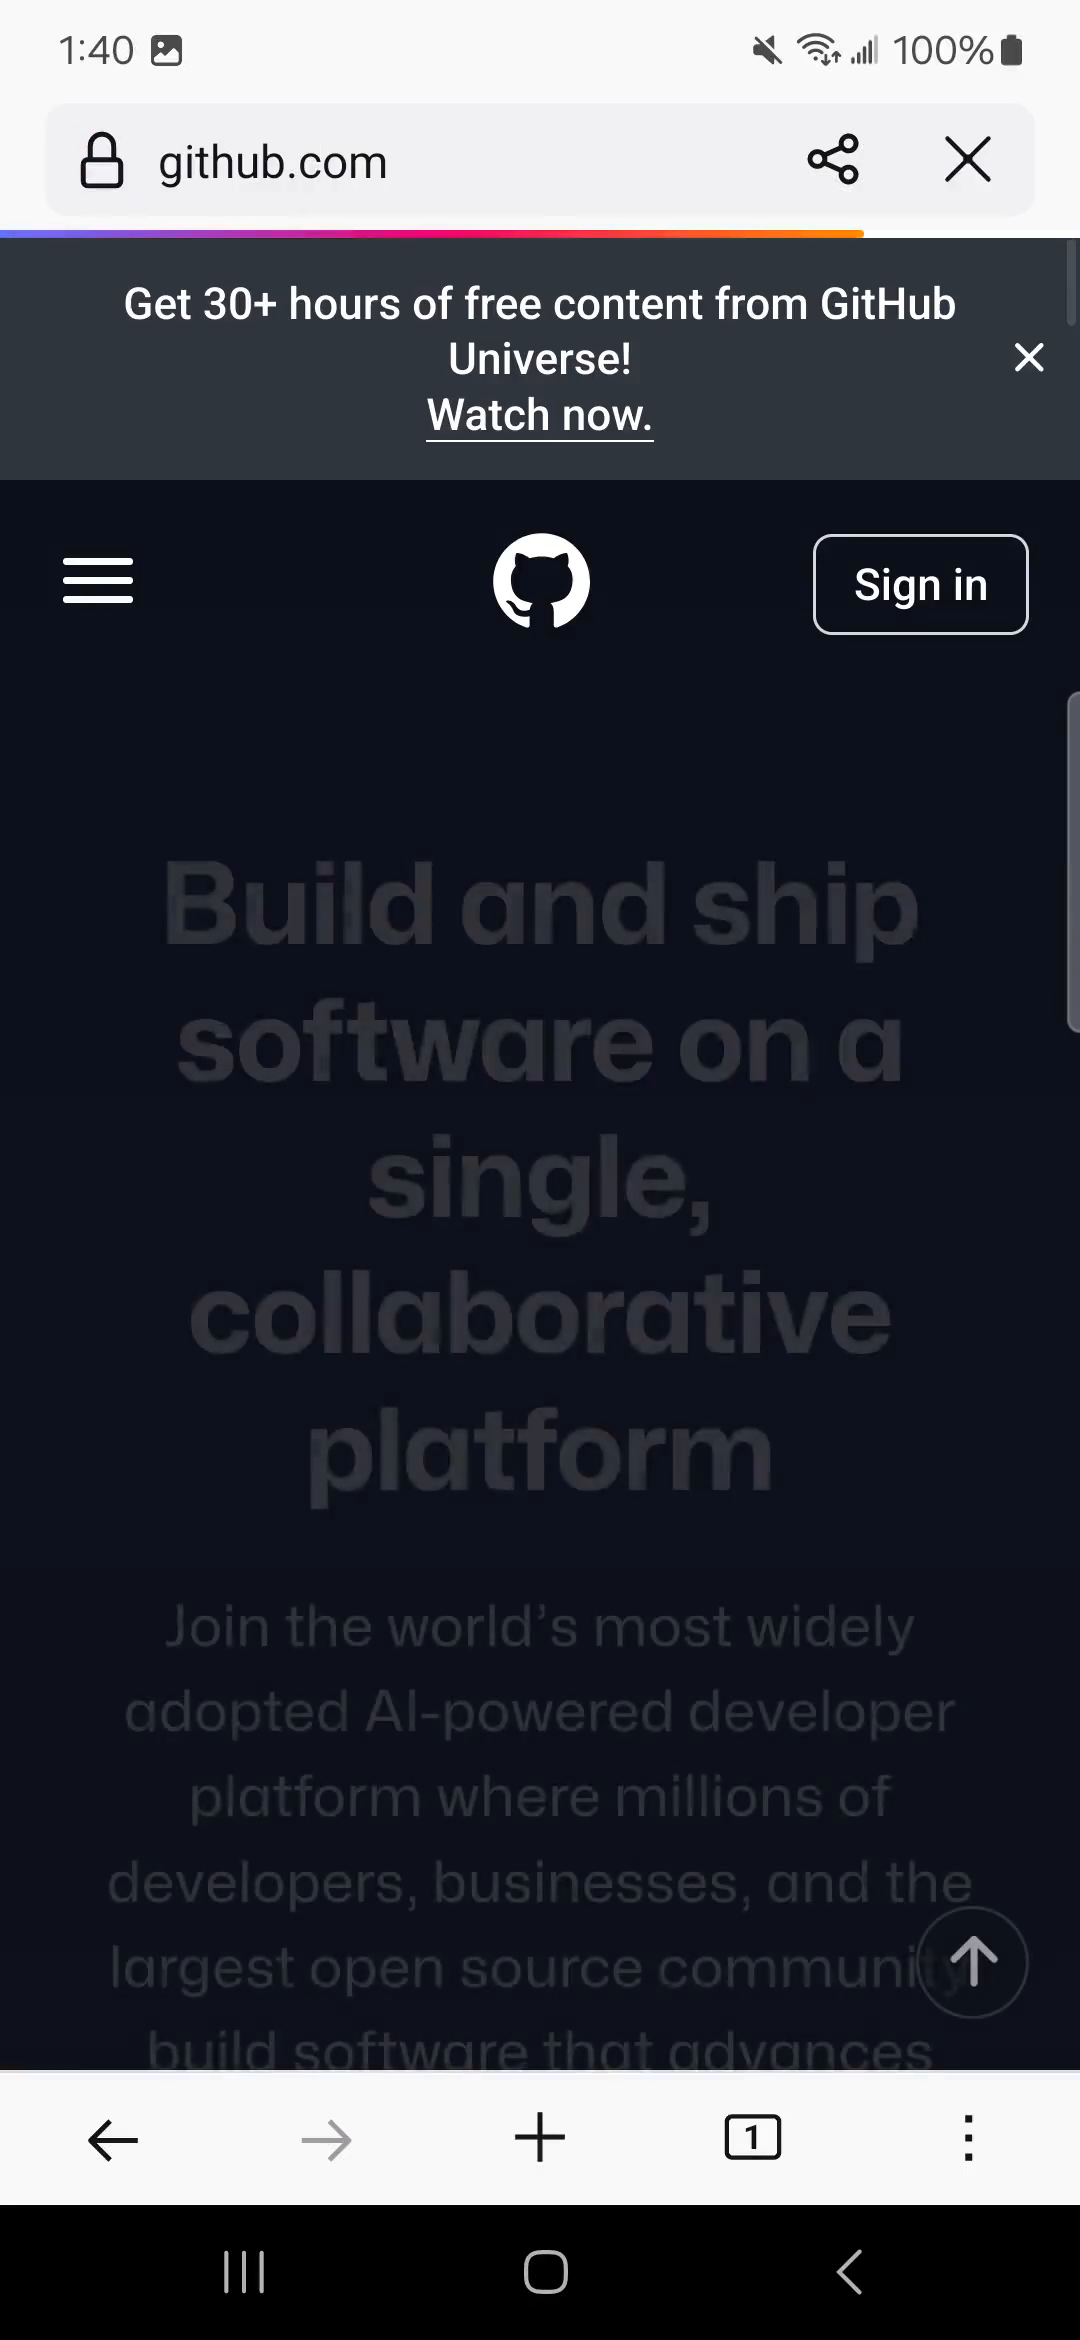 1:40
100%
github.com
Get 30+ hours of free content from GitHub
Universe!
Watch now.
Sign in
Build and ship
software on a
single,
collaborative
platform
Join the world’s most widely
adopted AI-powered developer
platform where millions of
developers, businesses, and the
largest open source community
build software that advances
1